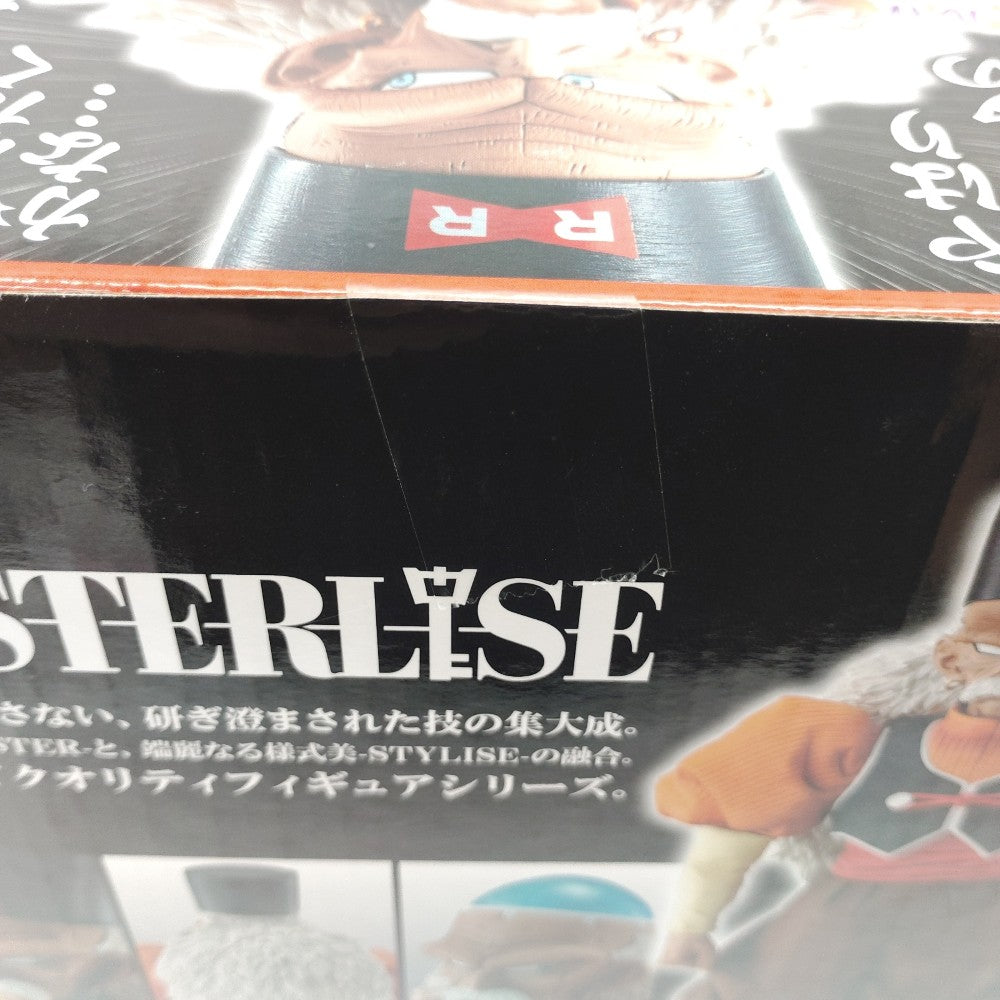 かな…
R R
STERLISE
さない、研ぎ澄まされた技の集大成。
STER-と、端麗なる様式美-STYLISE-の融合。
クオリティフィギュアシリーズ。